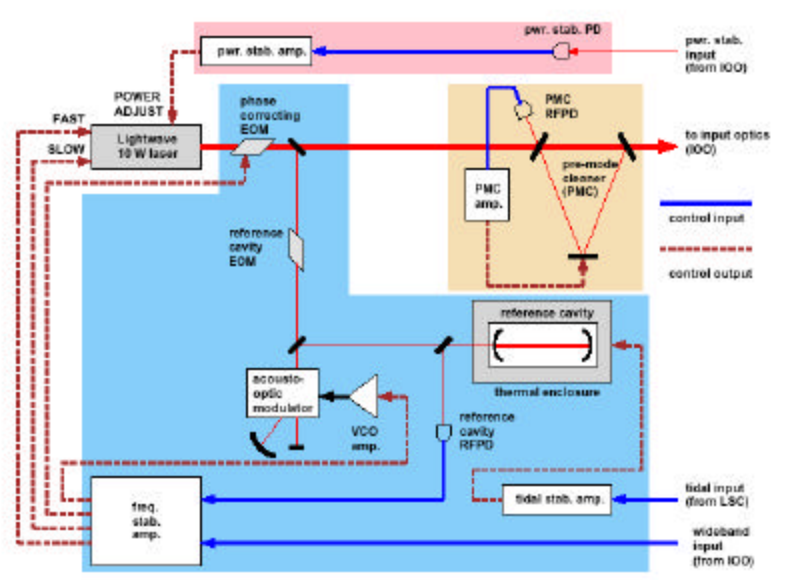 pwr. stab. PD
pwr. stab. amp.
pwr. stab.
input
(from IOO)
POWER
ADJUST
phase
correcting
EOM
PMC
RFPD
FAST
Lightwave
10 W laser
SLOW
to input optics
(IOO)
pre-mode
cleaner
(PMC)
PMC
amp.
control input
reference
cavity
EOM
control output
reference cavity
thermal enclosure
acousto-
optic
modulator
VCO
amp.
reference
cavity
RFPD
tidal input
(from LSC)
tidal stab. amp.
freq.
stab.
amp.
wideband
input
(from IOO)